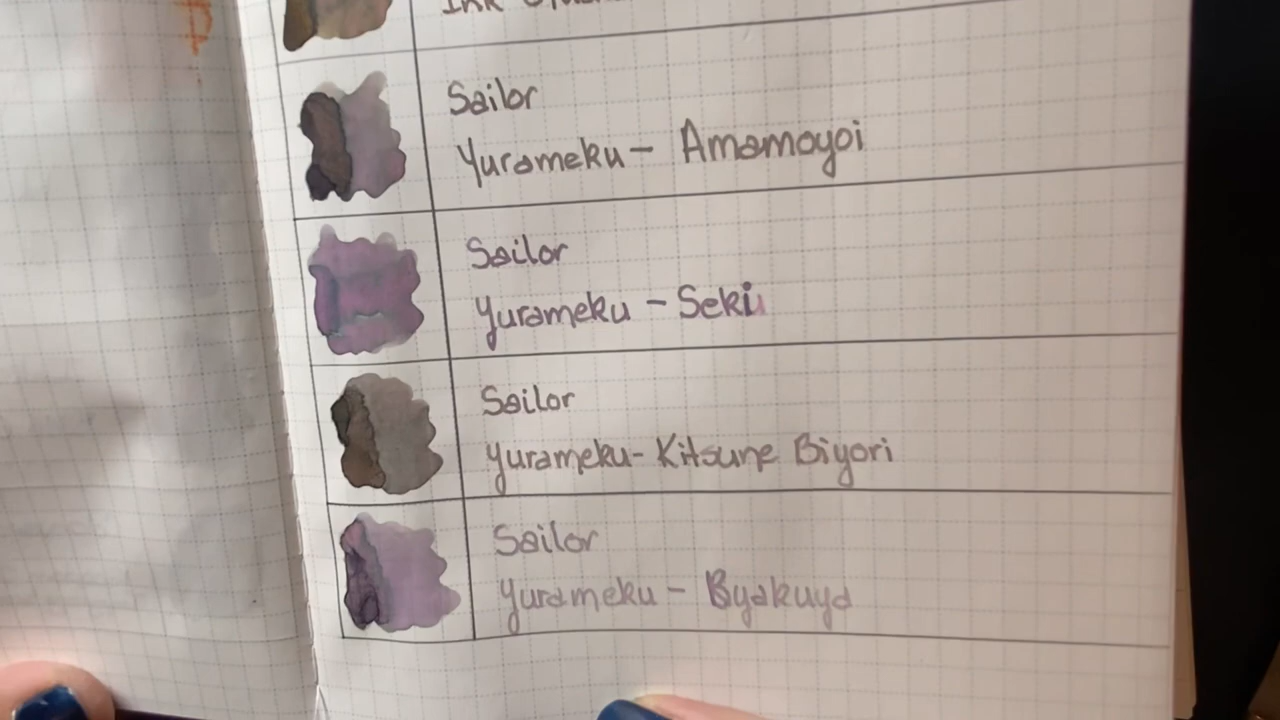 Sailor
Yurameku - Amamoyoi
Sailor
Yurameku - Seki
Sailor
Yurameku - Kitsune Biyori
Sailor
Yurameku - Byakuya